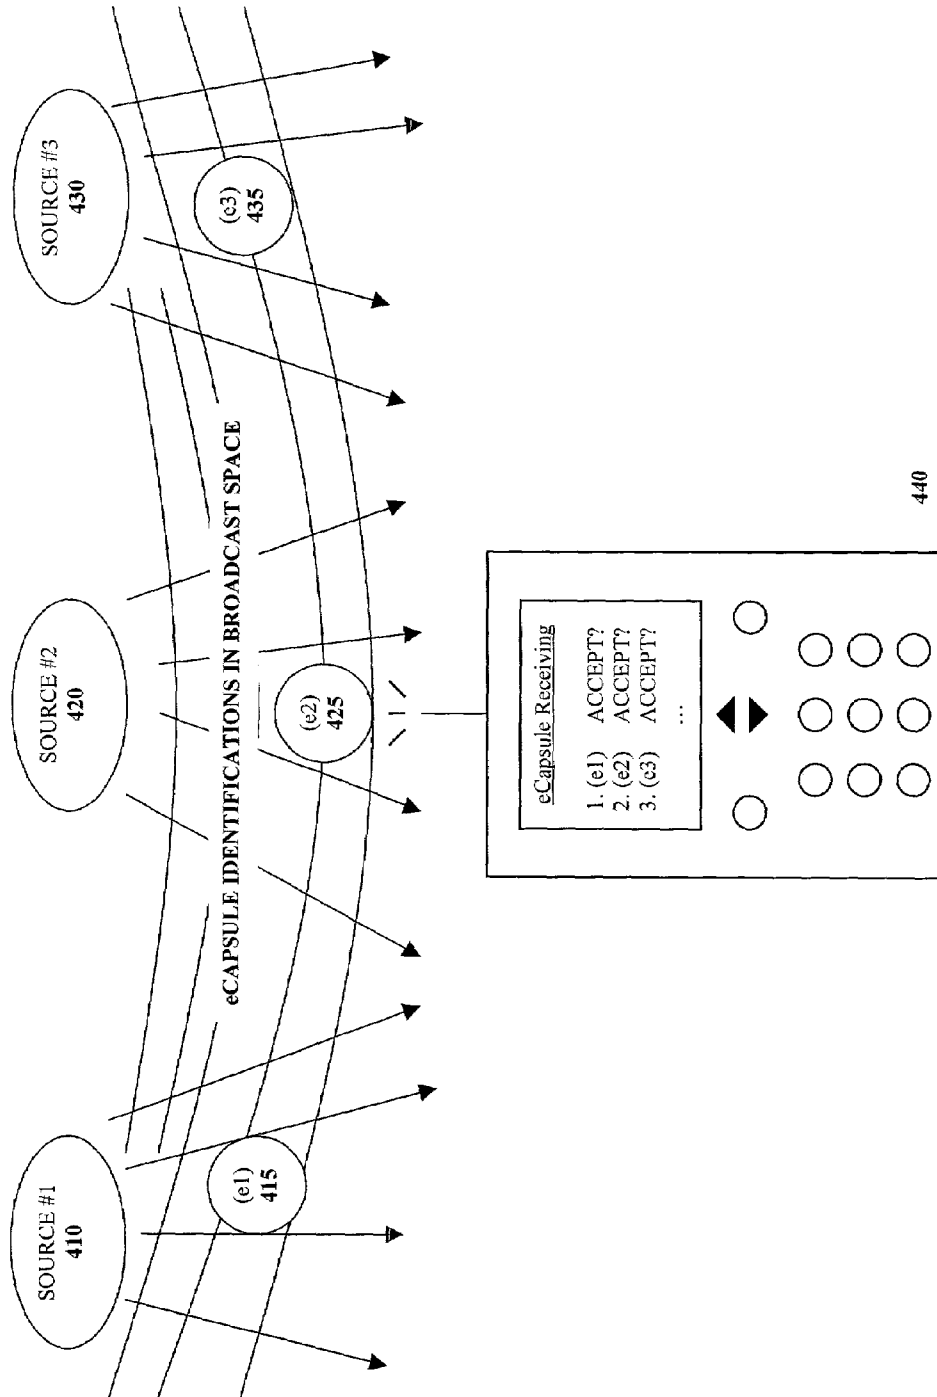 SOURCE #1
410
SOURCE #2
420
SOURCE #3
430
eCAPSULE IDENTIFICATIONS IN BROADCAST SPACE
(e1)
415
(e2)
425
(e3)
435
eCapsule Receiving
1. (e1) ACCEPT?
2. (e2) ACCEPT?
3. (e3) ACCEPT?
...
440